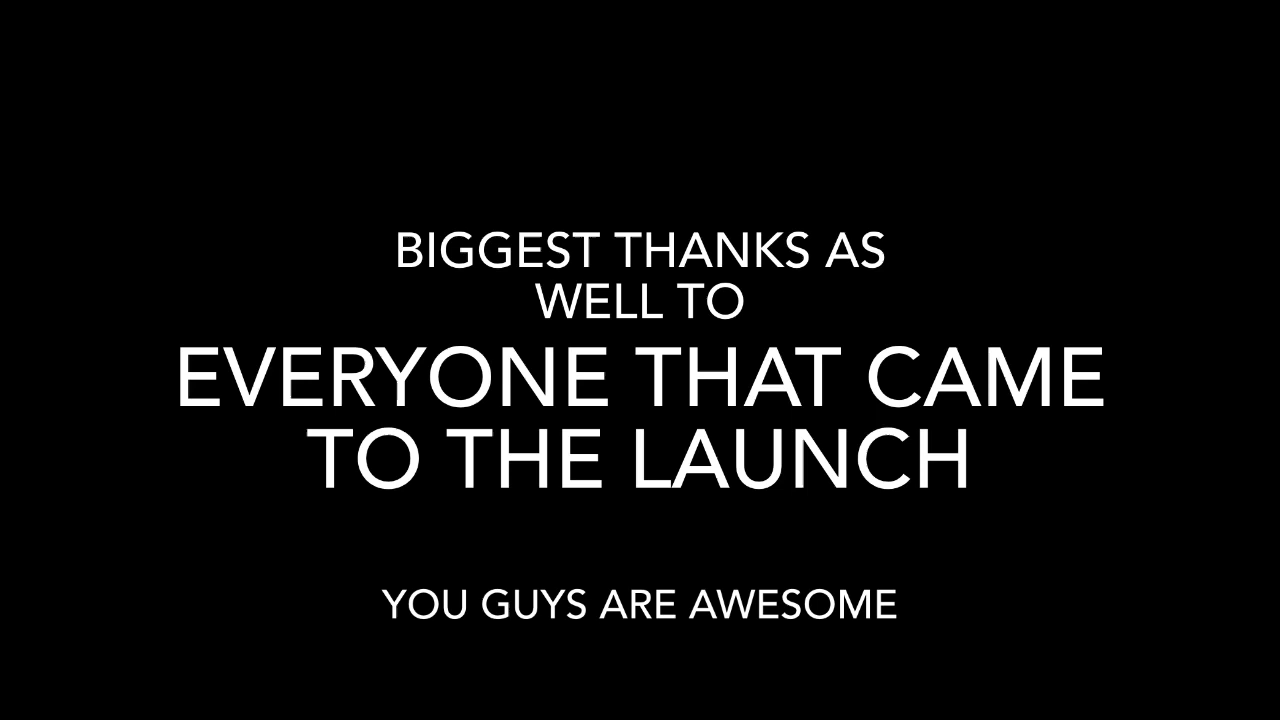 BIGGEST THANKS AS
WELL TO
EVERYONE THAT CAME
TO THE LAUNCH
YOU GUYS ARE AWESOME